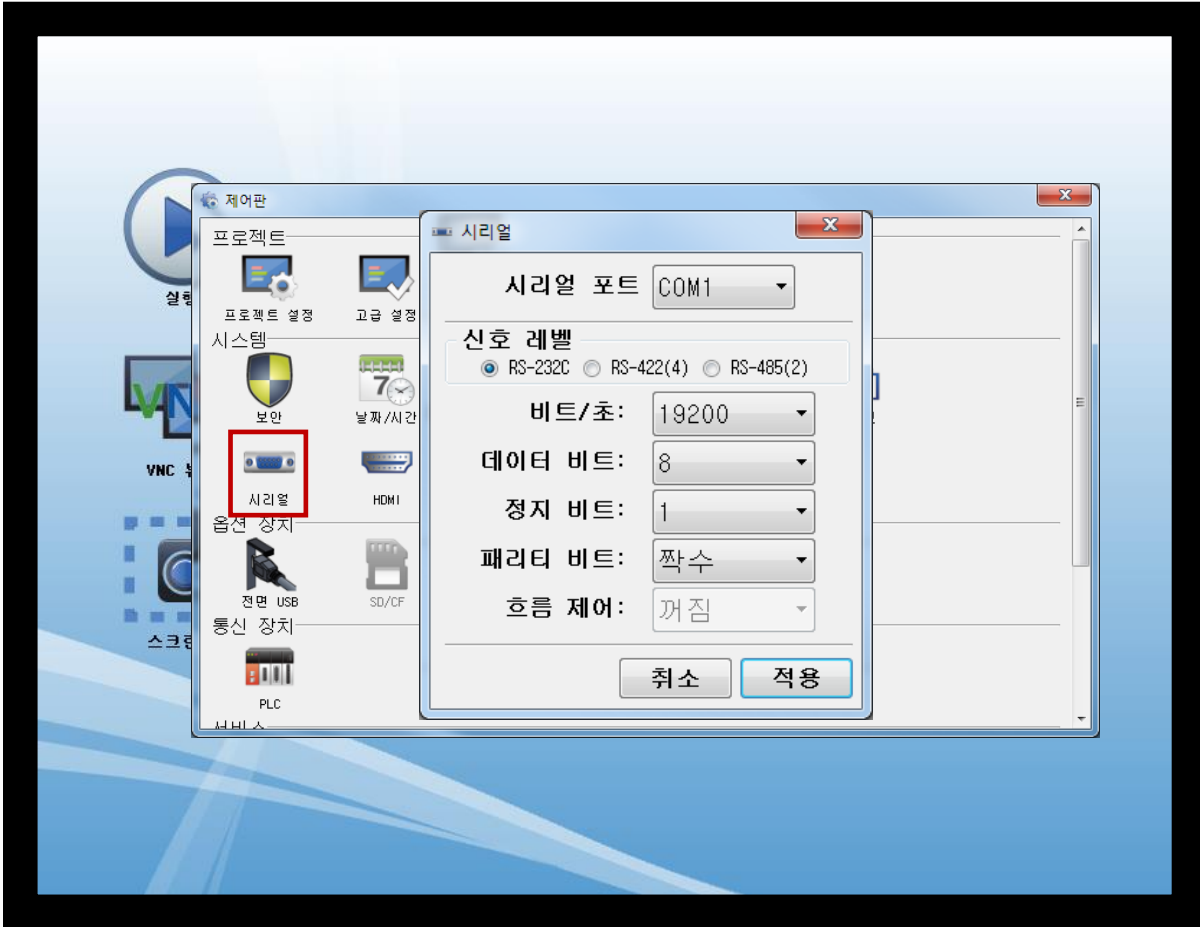 제어판
프로젝트
프로젝트 설정
고급 설정
시스템
보안
날짜/시간
시리얼
HDMI
옵션 장치
전면 USB
SD/CF
통신 장치
PLC
서비스
VNC
시리얼
시리얼 포트 COM1
신호 레벨
RS-232C RS-422(4) RS-485(2)
비트/초: 19200
데이터 비트: 8
정지 비트: 1
패리티 비트: 짝수
흐름 제어: 꺼짐
취소 적용